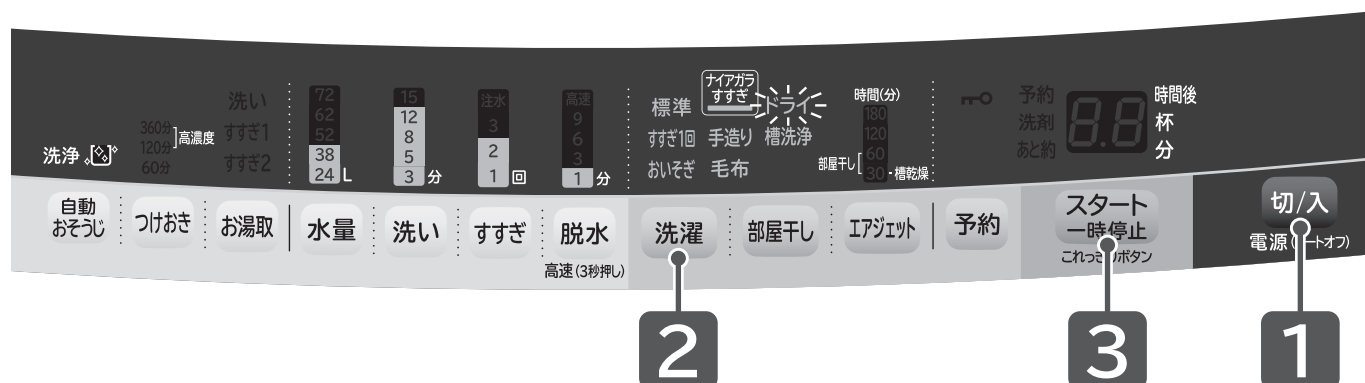 洗浄
360分
120分
60分
高濃度
洗い
すすぎ1
すすぎ2
72
62
52
38
24 L
15
12
8
5
3 分
注水
3
2
1 回
高速
9
6
3
1 分
標準
ナイアガラ
すすぎ
ドライ
すすぎ1回 手造り 槽洗浄
おいそぎ 毛布
時間(分)
180
120
60
30 - 槽乾燥
部屋干し
予約
洗剤
あと約
8.8
時間後
杯
分
自動
おそうじ
つけおき
お湯取
水量
洗い
すすぎ
脱水
高速(3秒押し)
洗濯
部屋干し
エアジェット
予約
スタート
一時停止
これっきりボタン
切/入
電源(オートオフ)
2
3
1